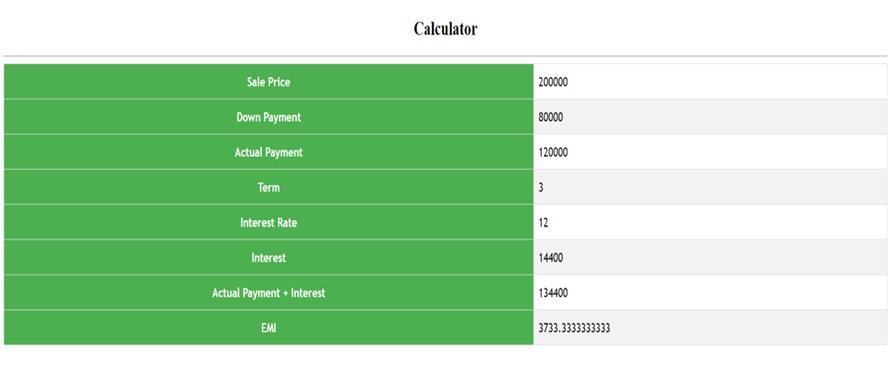 Calculator
Sale Price 200000
Down Payment 80000
Actual Payment 120000
Term 3
Interest Rate 12
Interest 14400
Actual Payment + Interest 134400
EMI 3733.3333333333